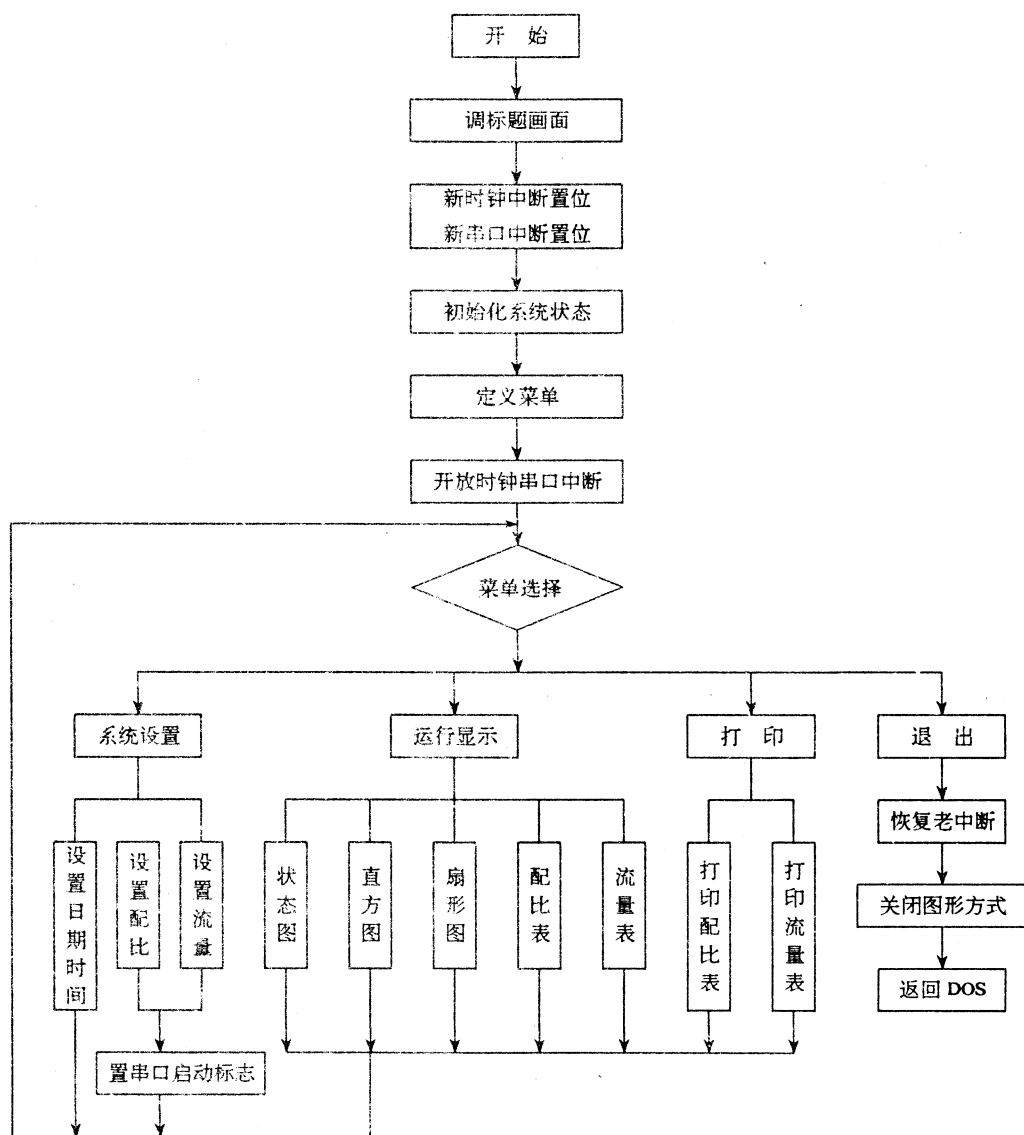 开 始
调标题画面
新时钟中断置位
新串口中断置位
初始化系统状态
定义菜单
开放时钟串口中断
菜单选择
系统设置
运行显示
打 印
退 出
设置日期时间
设置配比
设置流量
状态图
直方图
扇形图
配比表
流量表
打印配比表
打印流量表
恢复老中断
关闭图形方式
返回 DOS
置串口启动标志